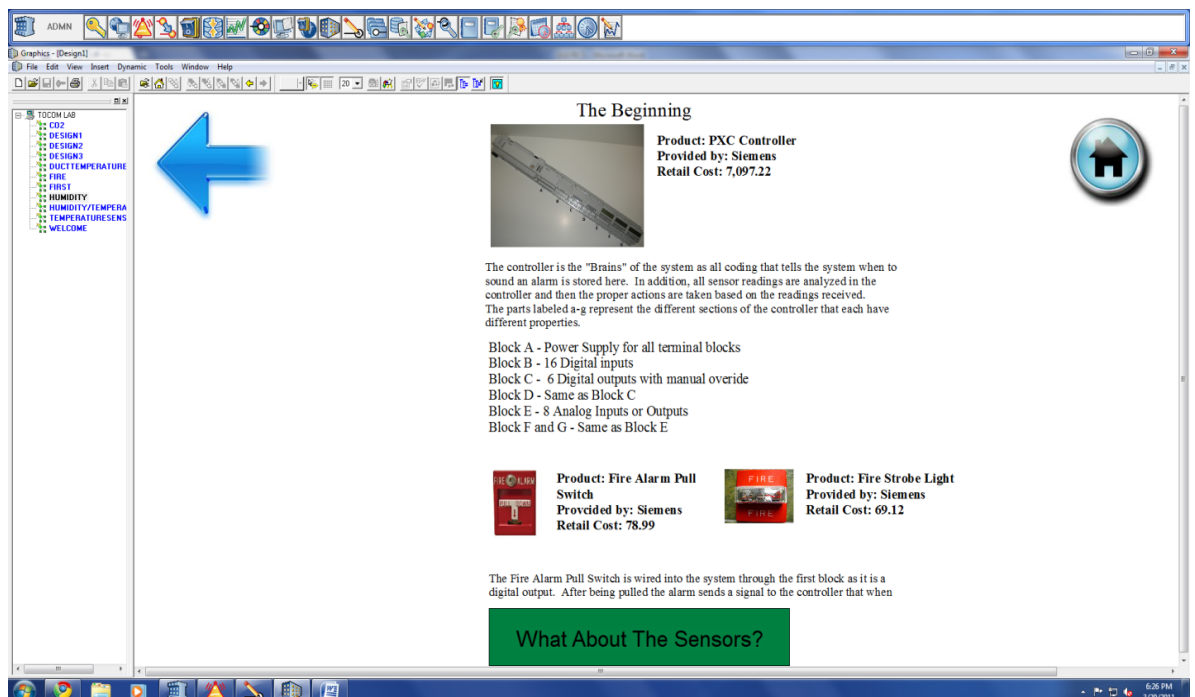 ADMN
Graphics - [Design1]
File Edit View Insert Dynamic Tools Window Help
20
TOCOM LAB
CO2
DESIGN1
DESIGN2
DESIGN3
DUCTTEMPERATURE
FIRE
FIRST
HUMIDITY
HUMIDITY/TEMPERA
TEMPERATURESENS
WELCOME
The Beginning
Product: PXC Controller
Provided by: Siemens
Retail Cost: 7,097.22
The controller is the "Brains" of the system as all coding that tells the system when to
sound an alarm is stored here. In addition, all sensor readings are analyzed in the
controller and then the proper actions are taken based on the readings received.
The parts labeled a-g represent the different sections of the controller that each have
different properties.
Block A - Power Supply for all terminal blocks
Block B - 16 Digital inputs
Block C - 6 Digital outputs with manual overide
Block D - Same as Block C
Block E - 8 Analog Inputs or Outputs
Block F and G - Same as Block E
FIRE ALARM
Product: Fire Alarm Pull
Switch
Provcided by: Siemens
Retail Cost: 78.99
FIRE
FIRE
Product: Fire Strobe Light
Provided by: Siemens
Retail Cost: 69.12
The Fire Alarm Pull Switch is wired into the system through the first block as it is a
digital output. After being pulled the alarm sends a signal to the controller that when
What About The Sensors?
6:26 PM